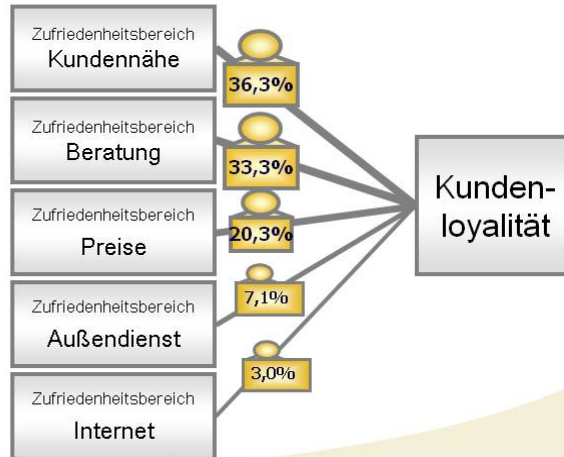 Zufriedenheitsbereich
Kundennähe
36,3%
Zufriedenheitsbereich
Beratung
33,3%
Zufriedenheitsbereich
Preise
20,3%
Zufriedenheitsbereich
Außendienst
7,1%
Zufriedenheitsbereich
Internet
3,0%
Kunden-
loyalität